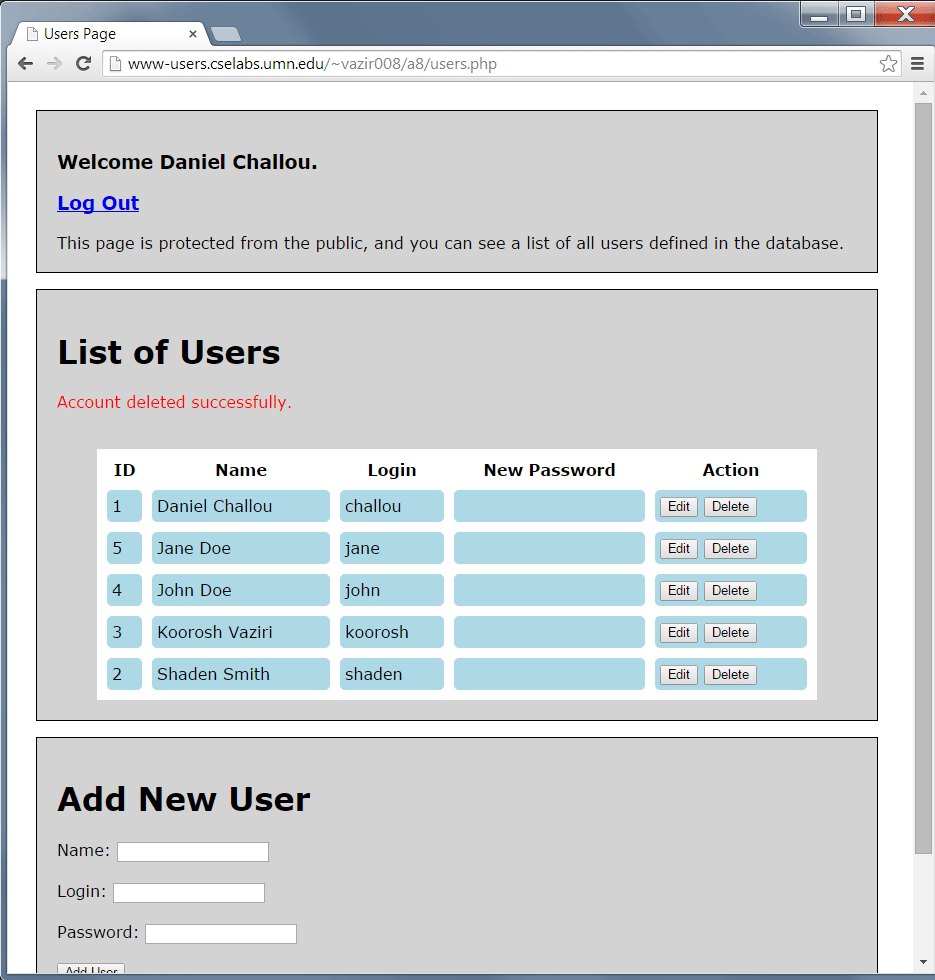 Users Page
www-users.cselabs.umn.edu/~vazir008/a8/users.php
Welcome Daniel Challou.
Log Out
This page is protected from the public, and you can see a list of all users defined in the database.
List of Users
Account deleted successfully.
ID Name Login New Password Action
1 Daniel Challou challou Edit Delete
5 Jane Doe jane Edit Delete
4 John Doe john Edit Delete
3 Koorosh Vaziri koorosh Edit Delete
2 Shaden Smith shaden Edit Delete
Add New User
Name:
Login:
Password:
Add User